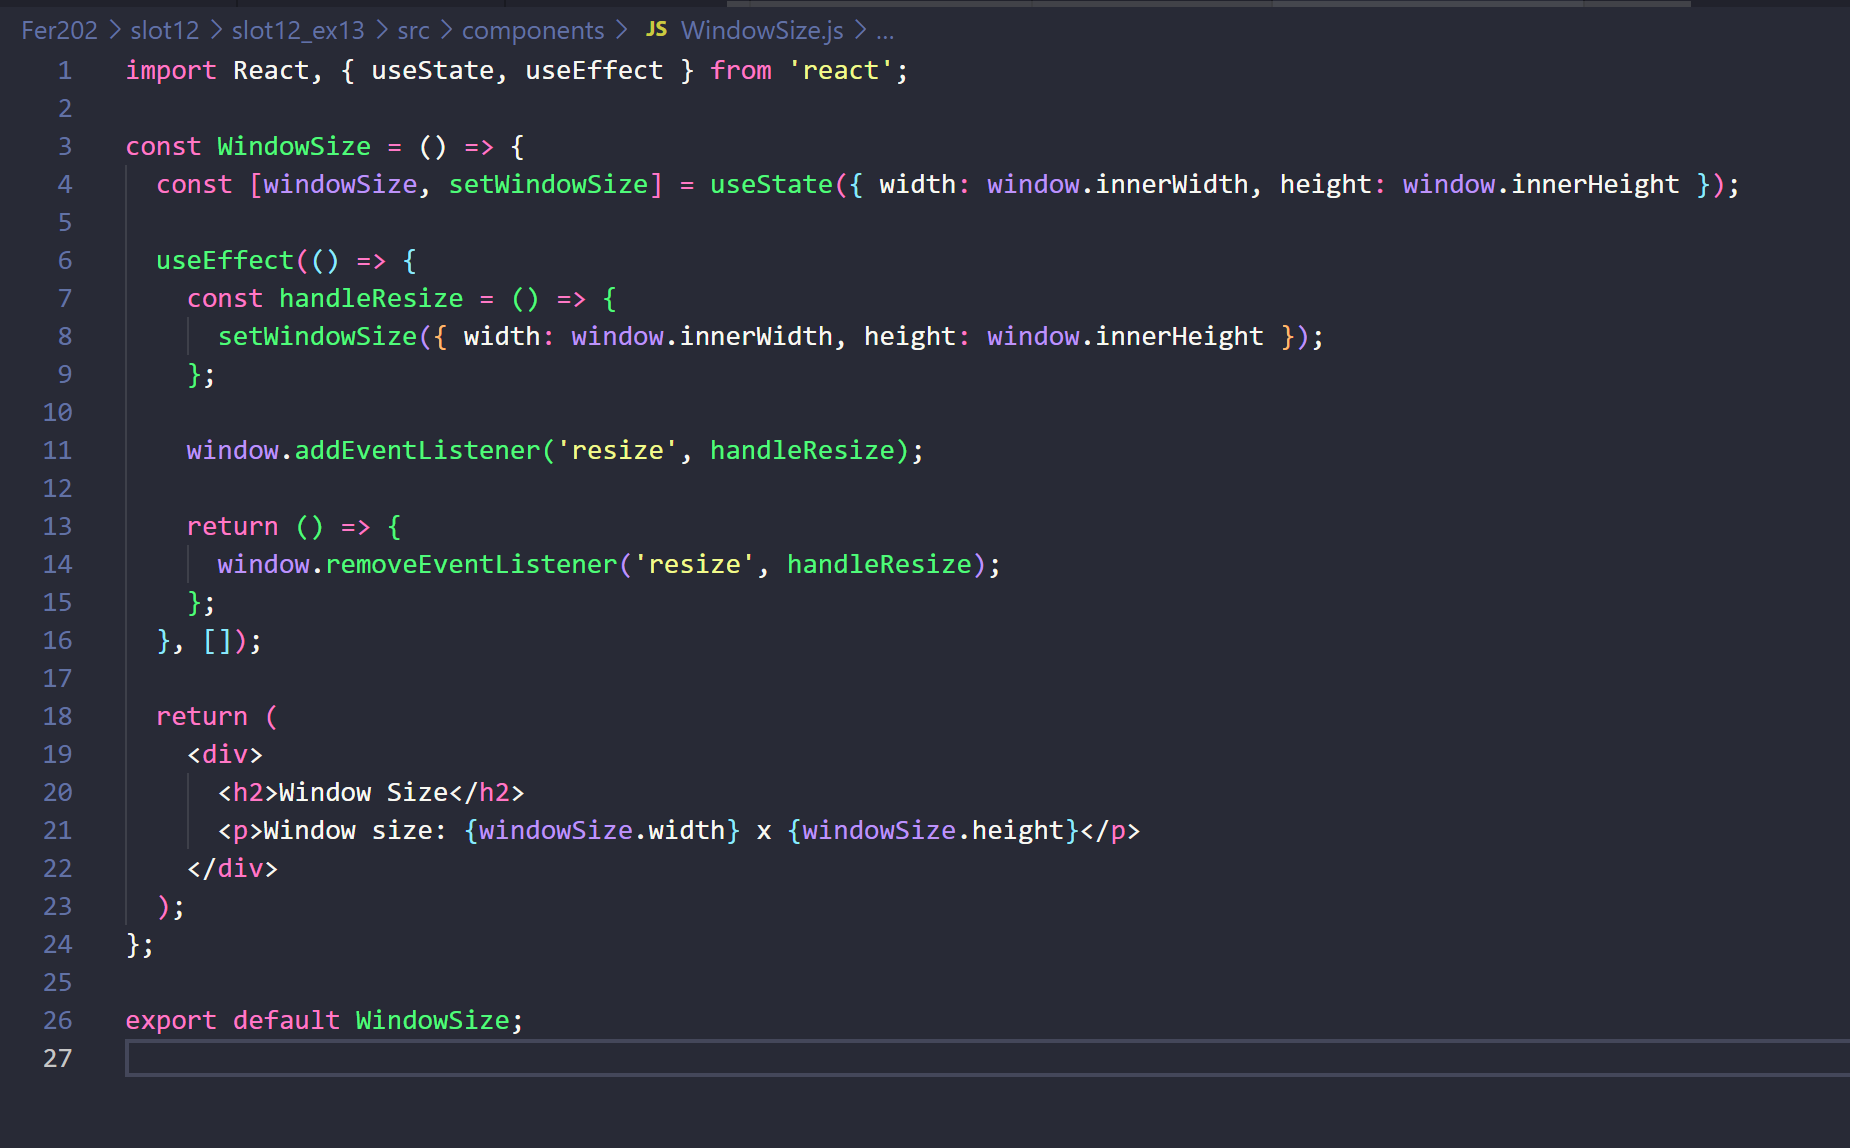 Fer202 > slot12 > slot12_ex13 > src > components > JS WindowSize.js > ...
1 import React, { useState, useEffect } from 'react';
2
3 const WindowSize = () => {
4   const [windowSize, setWindowSize] = useState({ width: window.innerWidth, height: window.innerHeight });
5
6   useEffect(() => {
7     const handleResize = () => {
8       setWindowSize({ width: window.innerWidth, height: window.innerHeight });
9     };
10
11     window.addEventListener('resize', handleResize);
12
13     return () => {
14       window.removeEventListener('resize', handleResize);
15     };
16   }, []);
17
18   return (
19     <div>
20       <h2>Window Size</h2>
21       <p>Window size: {windowSize.width} x {windowSize.height}</p>
22     </div>
23   );
24 };
25
26 export default WindowSize;
27